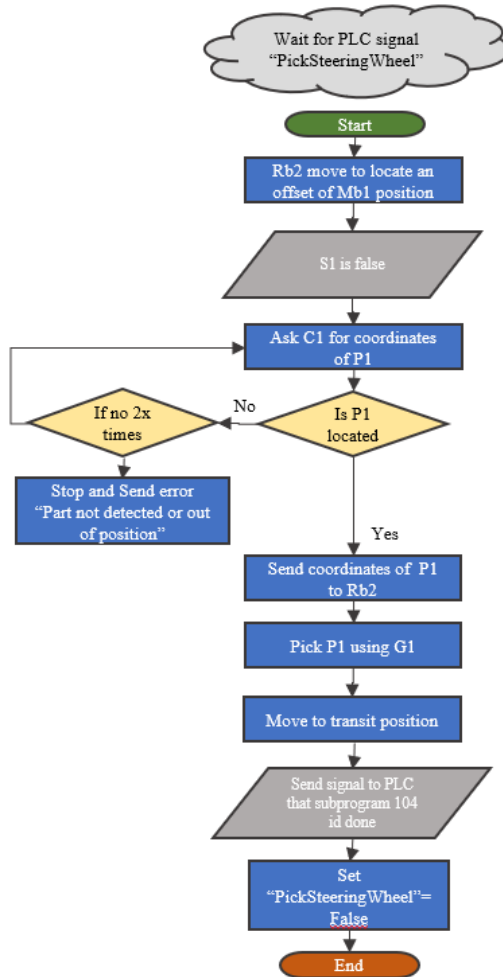 Wait for PLC signal
“PickSteeringWheel”
Start
Rb2 move to locate an
offset of Mb1 position
S1 is false
Ask C1 for coordinates
of P1
If no 2x
times
No
Is P1
located
Stop and Send error
“Part not detected or out
of position”
Yes
Send coordinates of P1
to Rb2
Pick P1 using G1
Move to transit position
Send signal to PLC
that subprogram 104
id done
Set
“PickSteeringWheel”=
False
End